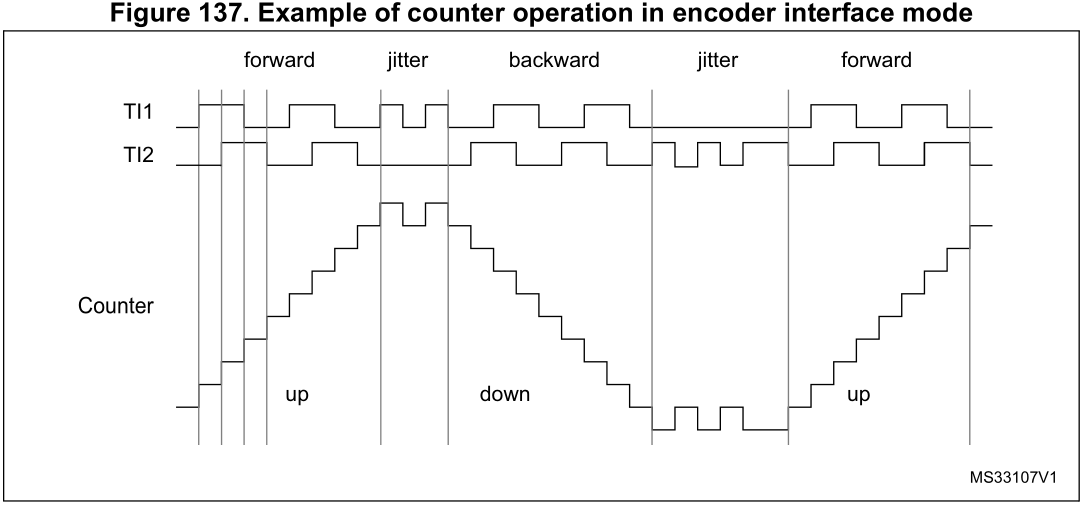 Figure 137. Example of counter operation in encoder interface mode
forward jitter backward jitter forward
TI1
TI2
Counter
up down up
MS33107V1